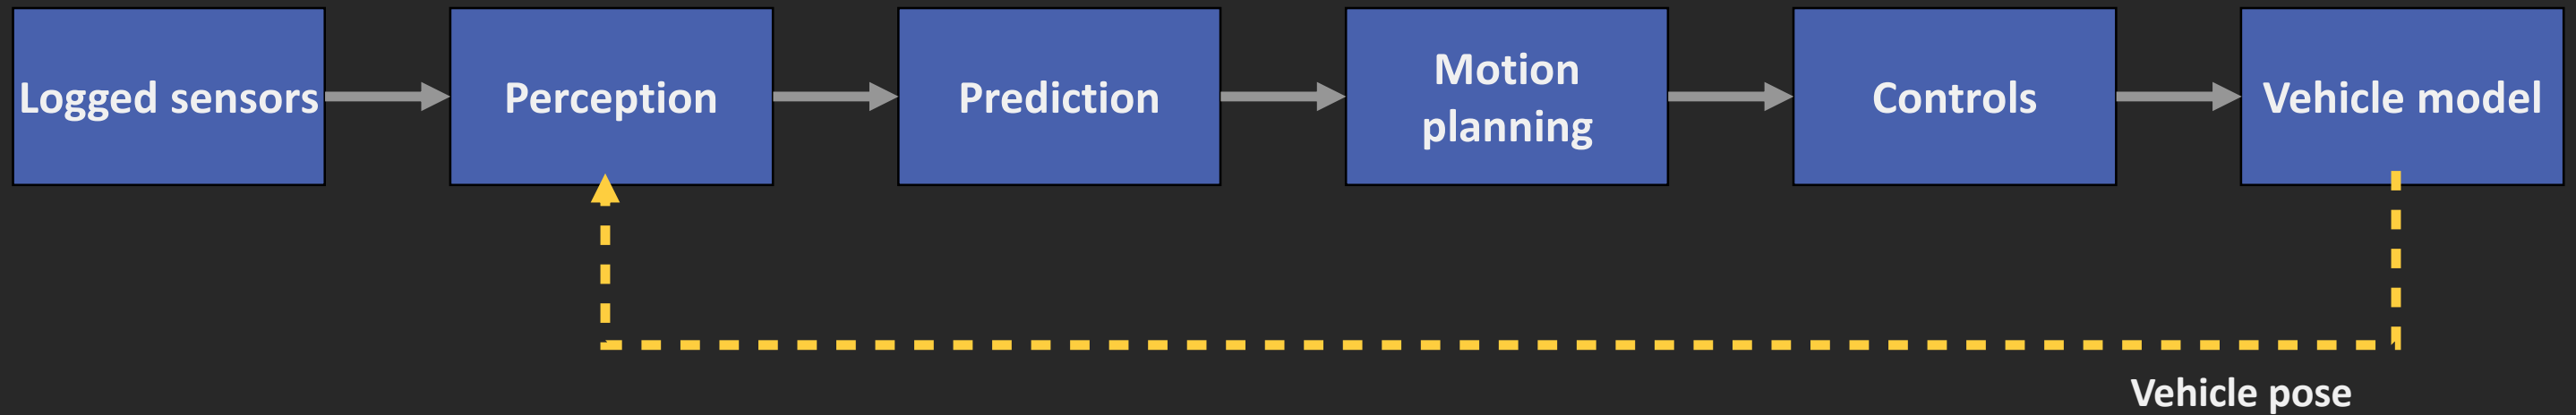 Logged sensors
Perception
Prediction
Motion
planning
Controls
Vehicle model
Vehicle pose